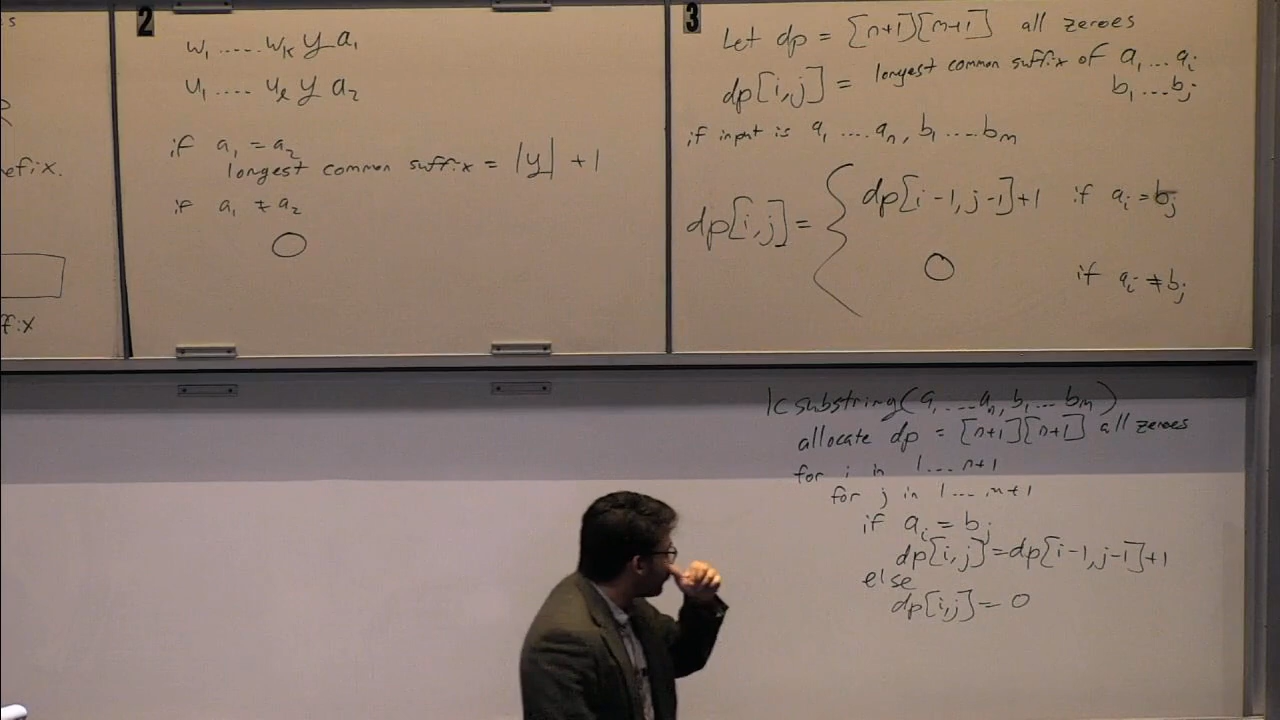 s
efix.
fix
2
w₁ ..... wₖ y a₁
u₁ .... uₗ y a₂
if a₁ = a₂
longest common suffix = |y| + 1
if a₁ ≠ a₂
0
3
Let dp = [n+1][m+1] all zeroes
dp[i,j] = longest common suffix of a₁...aᵢ
b₁...bⱼ
if input is a₁ ....aₙ, b₁ ....bₘ
dp[i,j] = { dp[i-1,j-1]+1 if aᵢ = bⱼ
0 if aᵢ ≠ bⱼ
lcsubstring(a₁....aₙ, b₁... bₘ)
allocate dp = [n+1][m+1] all zeroes
for i in 1...n+1
for j in 1...m+1
if aᵢ = bⱼ
dp[i,j]=dp[i-1,j-1]+1
else
dp[i,j]= 0